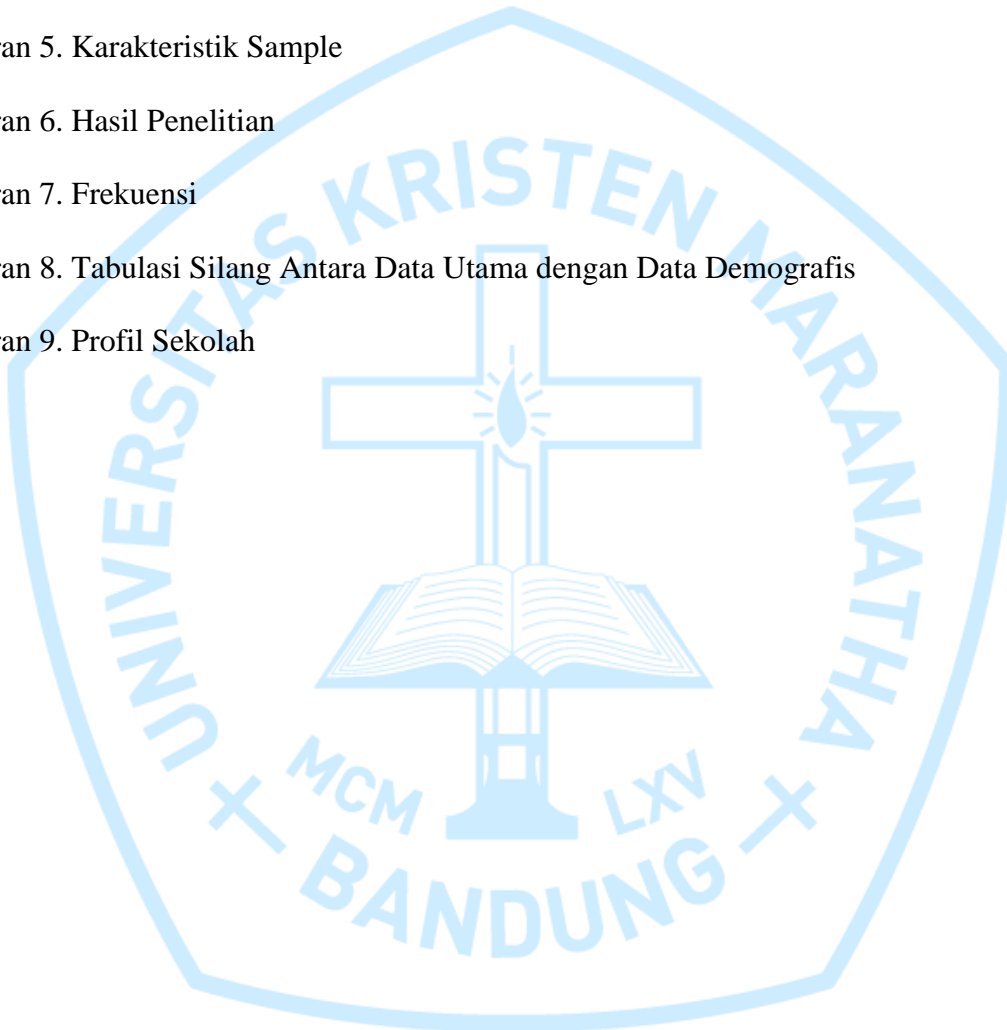 ran 5. Karakteristik Sample
ran 6. Hasil Penelitian
ran 7. Frekuensi
ran 8. Tabulasi Silang Antara Data Utama dengan Data Demografis
ran 9. Profil Sekolah
UNIVERSITAS KRISTEN MARANATHA
MCM LXV
BANDUNG